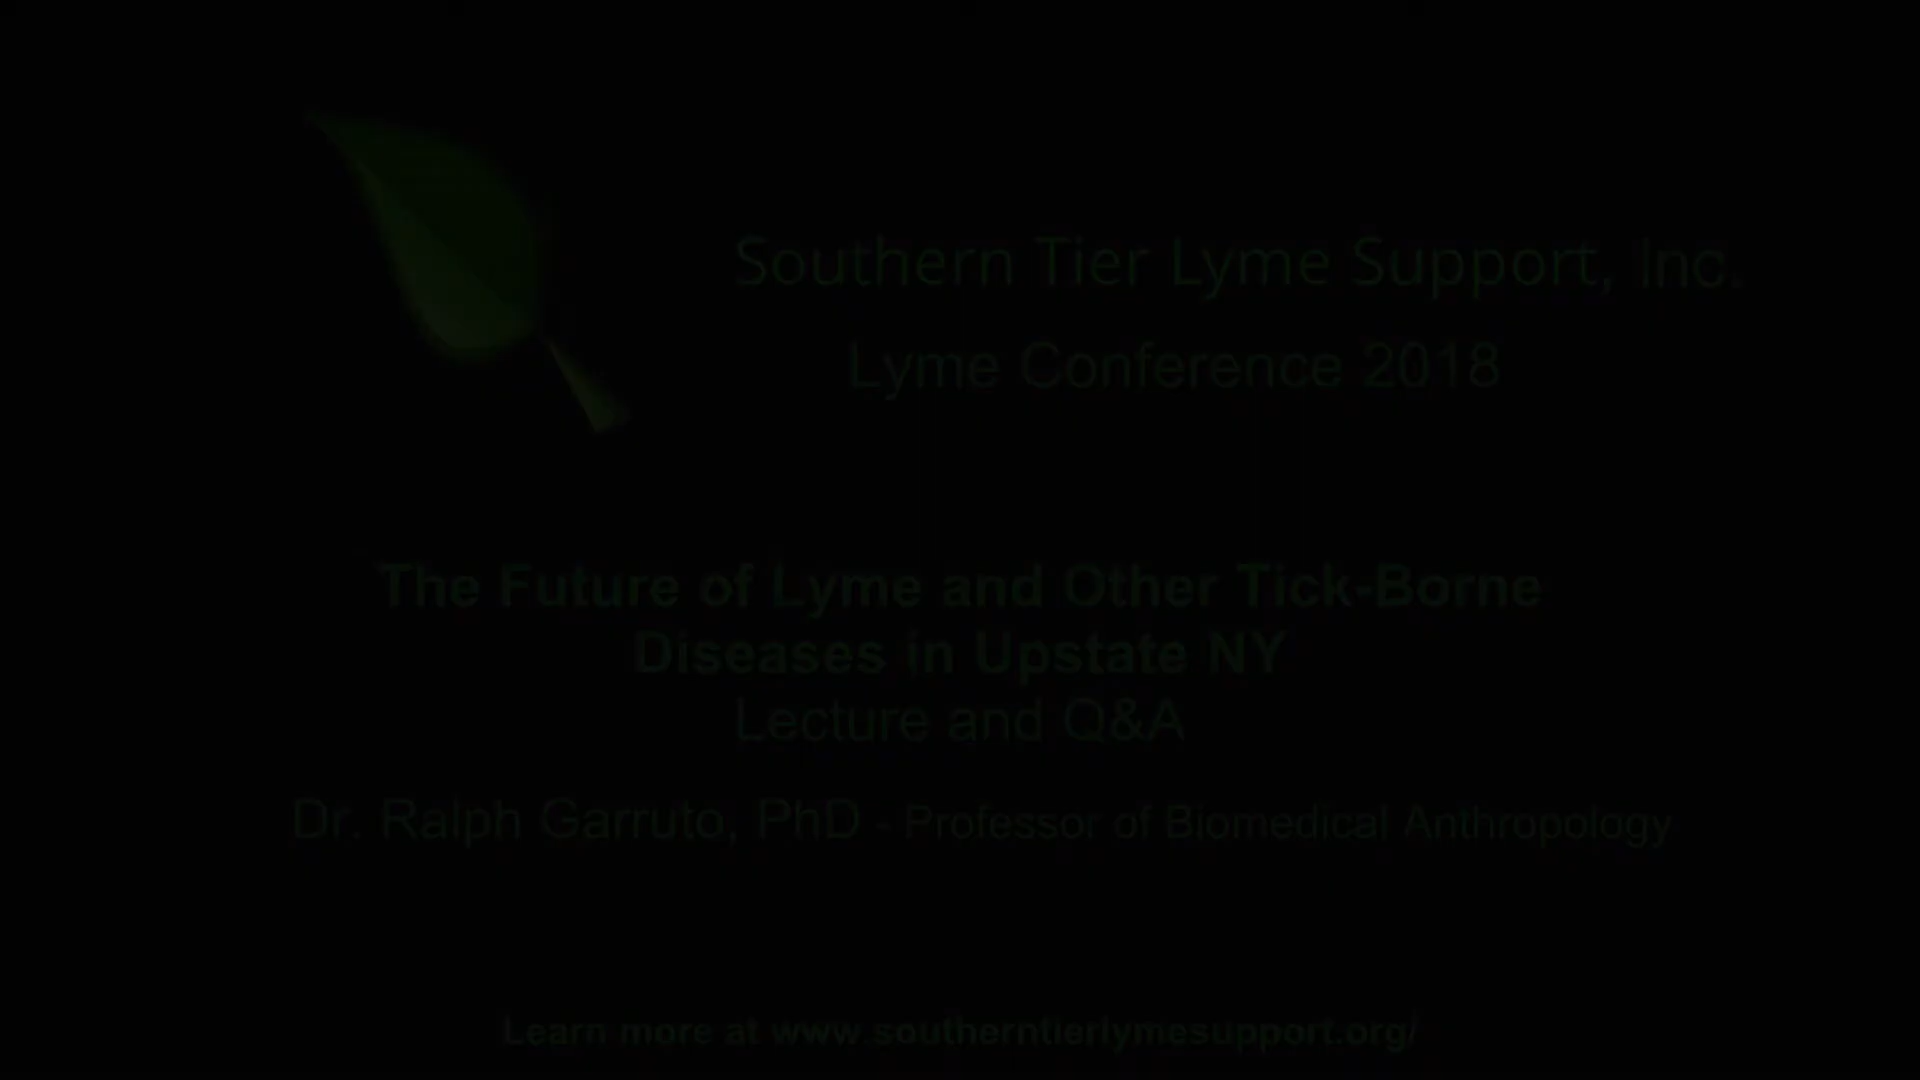 Southern Tier Lyme Support, Inc.
Lyme Conference 2018
The Future of Lyme and Other Tick-Borne
Diseases in Upstate NY
Lecture and Q&A
Dr. Ralph Garruto, PhD - Professor of Biomedical Anthropology
Learn more at www.southerntierlymesupport.org/